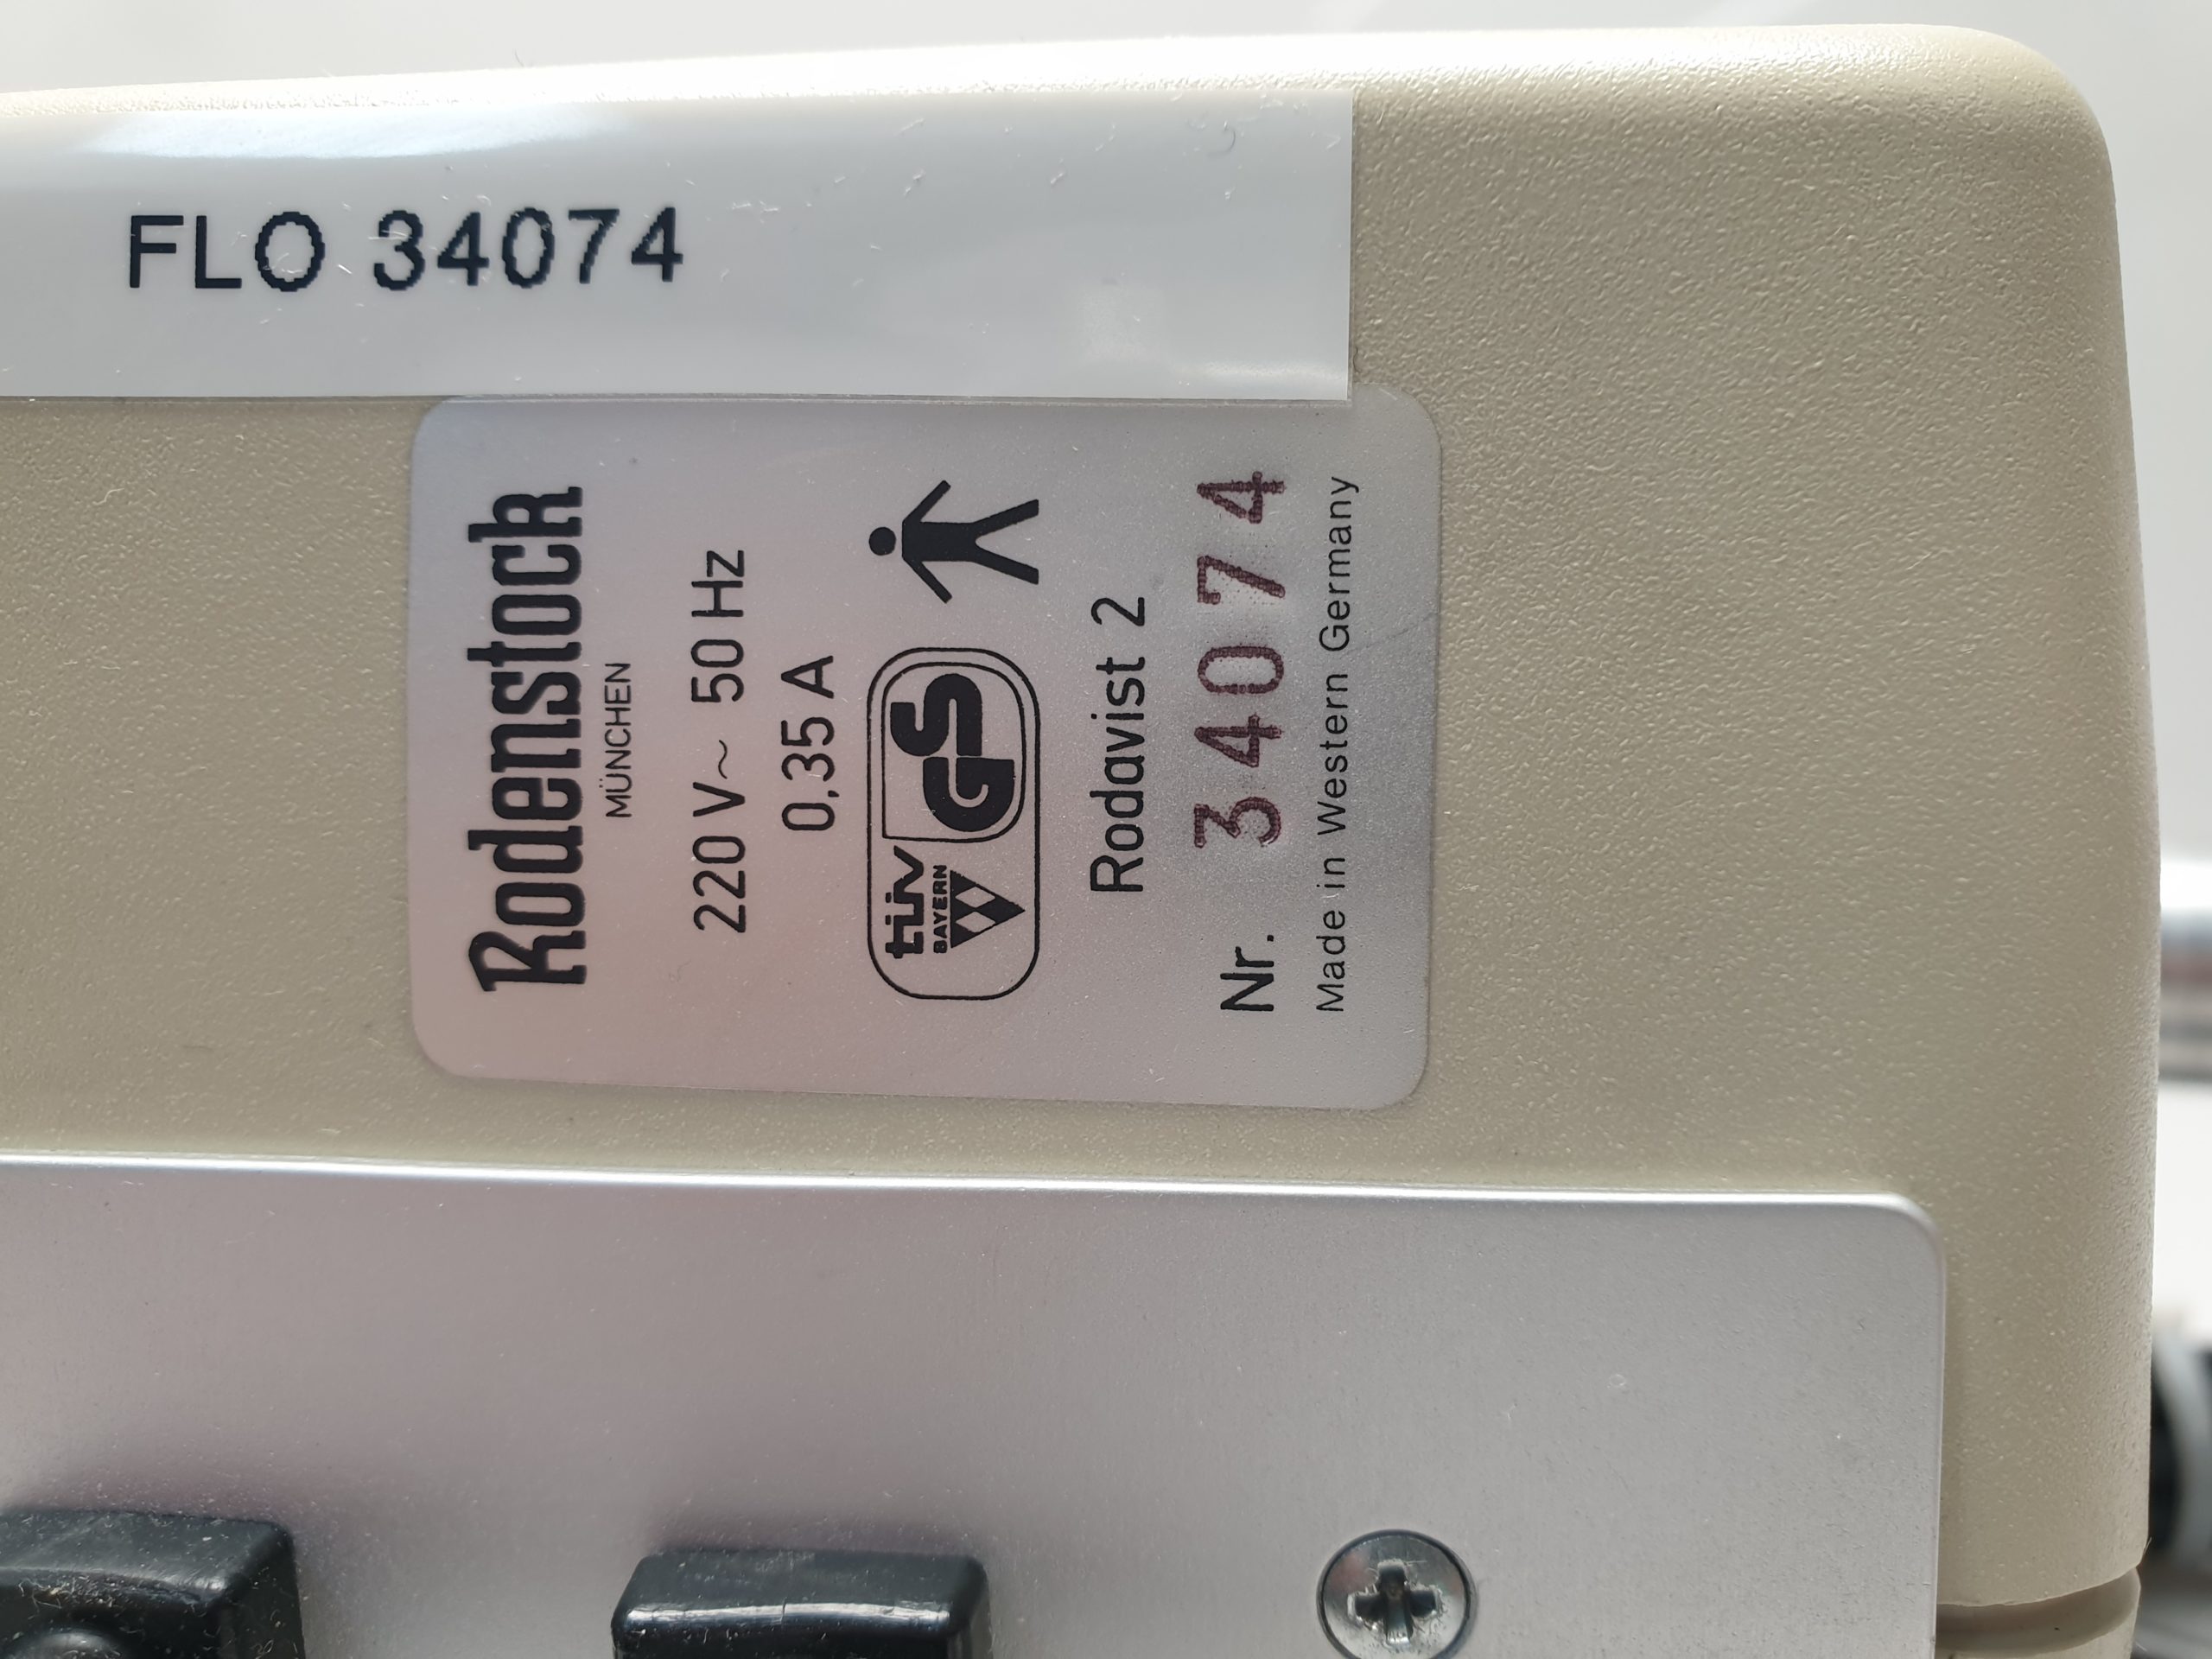 FLO 34074
Rodenstock
MÜNCHEN
220 V~ 50 Hz
0,35 A
TÜV
BAYERN
GS
Rodavist 2
Nr. 34074
Made in Western Germany